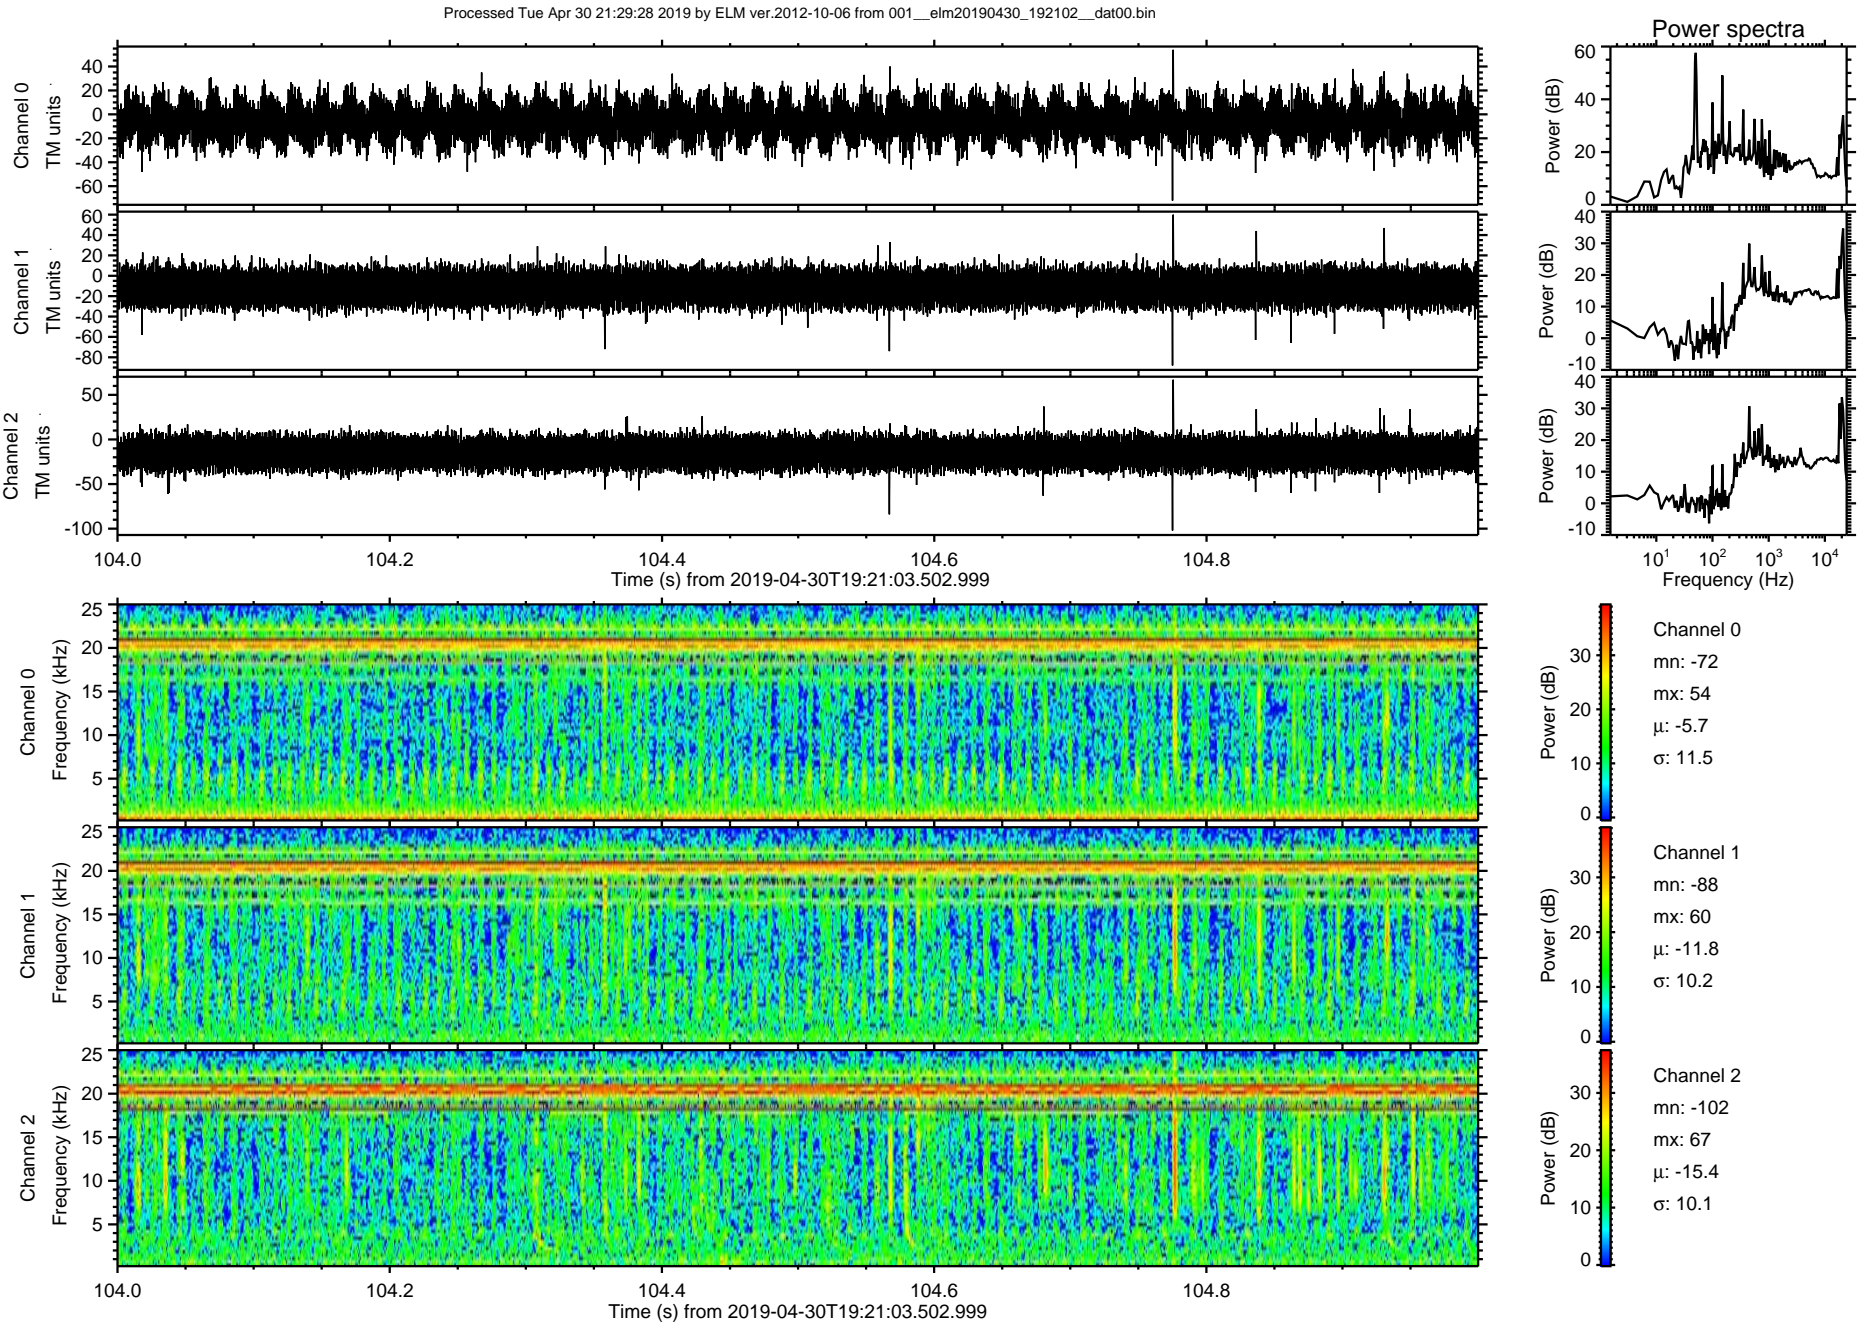 Processed Tue Apr 30 21:29:28 2019 by ELM ver.2012-10-06 from 001__elm20190430_192102__dat00.bin
Power spectra
Channel 0
TM units
40
20
0
-20
-40
-60
Power (dB)
60
40
20
0
Channel 1
TM units
60
40
20
0
-20
-40
-60
-80
Power (dB)
40
30
20
10
0
-10
Channel 2
TM units
50
0
-50
-100
Power (dB)
40
30
20
10
0
-10
104.0 104.2 104.4 104.6 104.8
Time (s) from 2019-04-30T19:21:03.502.999
10¹ 10² 10³ 10⁴
Frequency (Hz)
Channel 0
Frequency (kHz)
25
20
15
10
5
Power (dB)
30
20
10
0
Channel 0
mn: -72
mx: 54
μ: -5.7
σ: 11.5
Channel 1
Frequency (kHz)
25
20
15
10
5
Power (dB)
30
20
10
0
Channel 1
mn: -88
mx: 60
μ: -11.8
σ: 10.2
Channel 2
Frequency (kHz)
25
20
15
10
5
Power (dB)
30
20
10
0
Channel 2
mn: -102
mx: 67
μ: -15.4
σ: 10.1
104.0 104.2 104.4 104.6 104.8
Time (s) from 2019-04-30T19:21:03.502.999